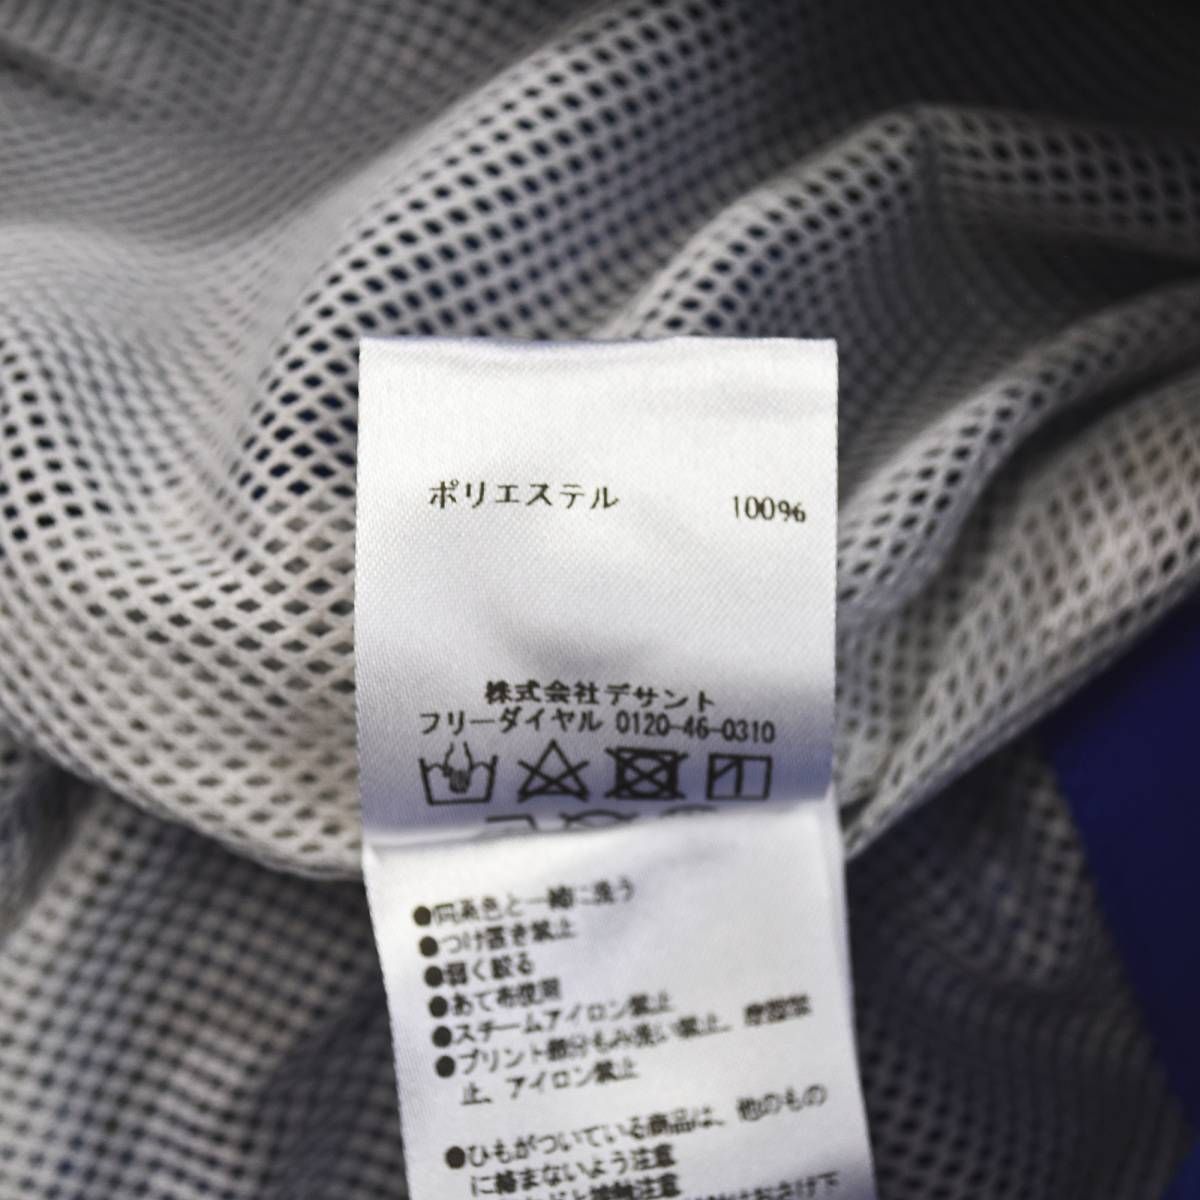 ポリエステル 100%
株式会社デサント
フリーダイヤル 0120-46-0310
●同系色と一緒に洗う
●つけ置き禁止
●弱く絞る
●あて布使用
●スチームアイロン禁止
●プリント部分もみ洗い禁止、摩擦禁
止、アイロン禁止
●ひもがついている商品は、他のもの
に絡まないよう注意